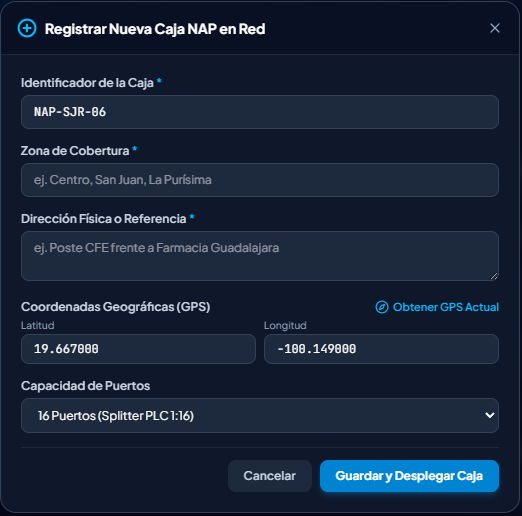 Registrar Nueva Caja NAP en Red
Identificador de la Caja *
NAP-SJR-06
Zona de Cobertura *
ej. Centro, San Juan, La Purísima
Dirección Física o Referencia *
ej. Poste CFE frente a Farmacia Guadalajara
Coordenadas Geográficas (GPS)
Obtener GPS Actual
Latitud
Longitud
19.667000
-100.149000
Capacidad de Puertos
16 Puertos (Splitter PLC 1:16)
Cancelar
Guardar y Desplegar Caja